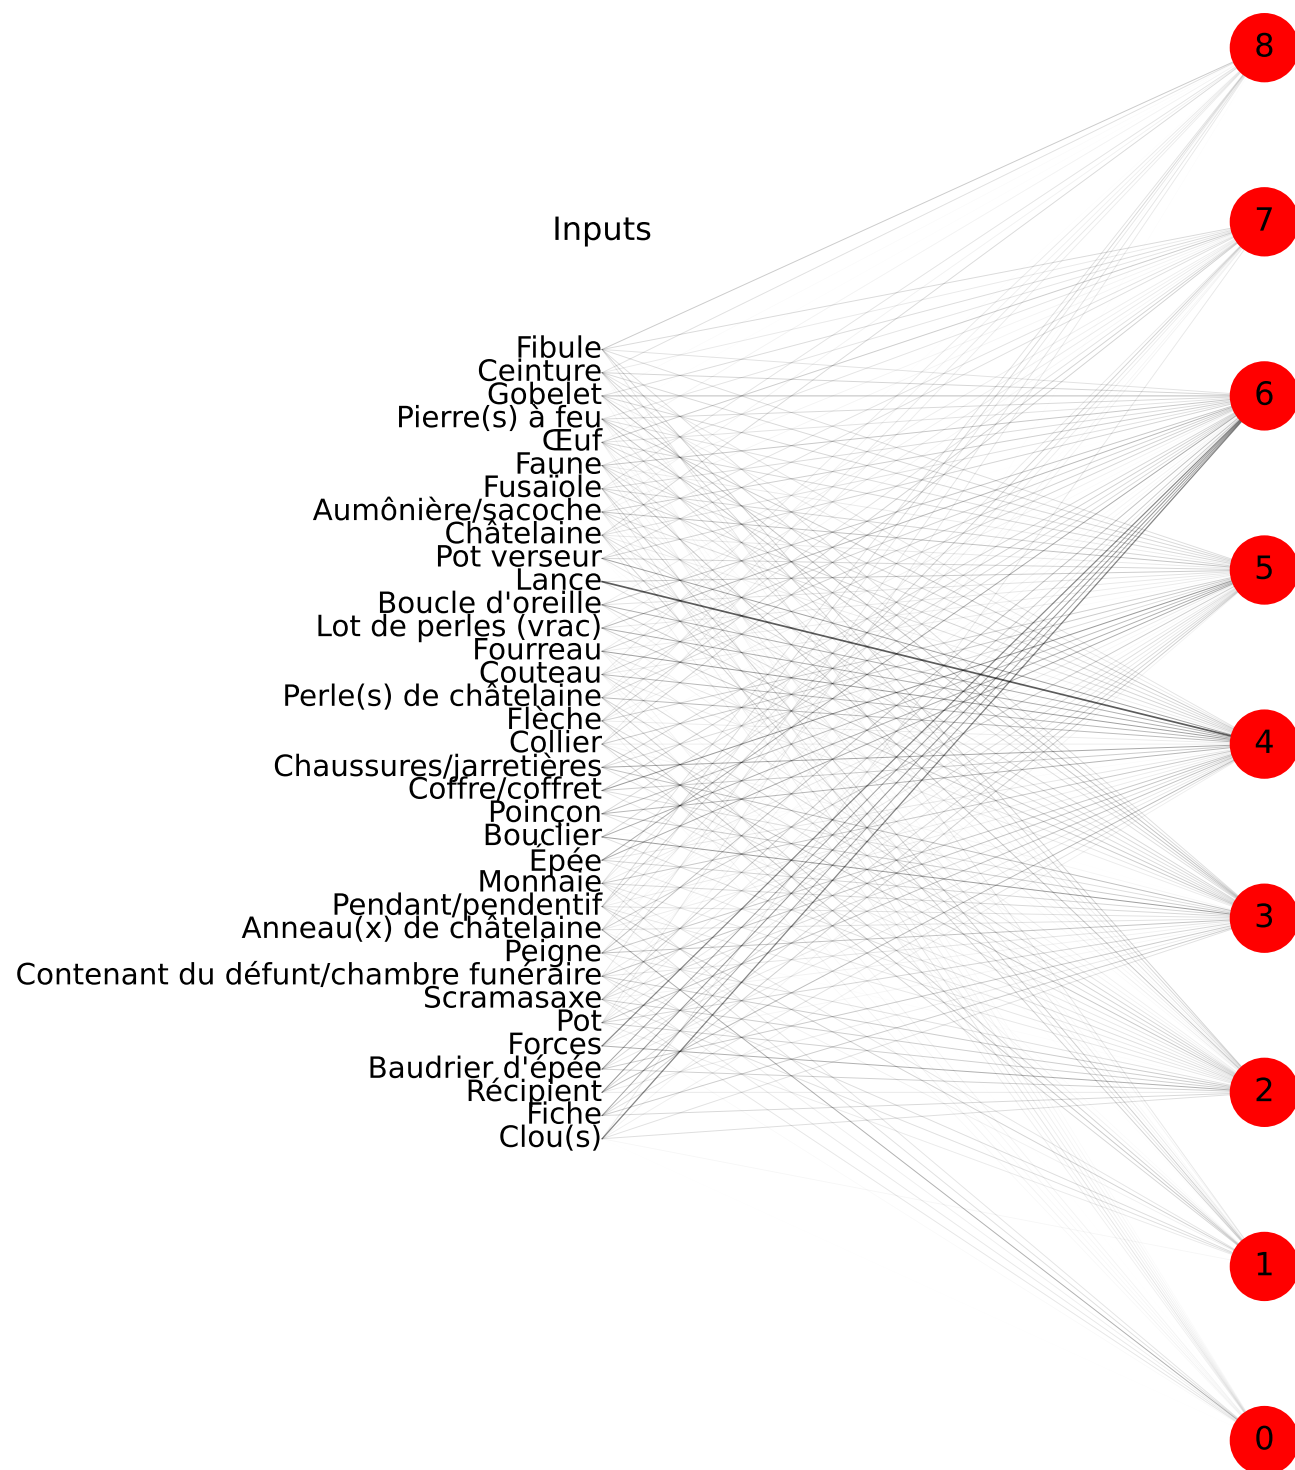 8
7
Inputs
Fibule
Ceinture
Gobelet
6
Pierre(s) à feu
Œuf
Faune
Fusaïole
Aumônière/sacoche
Châtelaine
Pot verseur
5
Lance
Boucle d'oreille
Lot de perles (vrac)
Fourreau
Couteau
Perle(s) de châtelaine
Flèche
Collier
4
Chaussures/jarretières
Coffre/coffret
Poinçon
Bouclier
Épée
Monnaie
Pendant/pendentif
3
Anneau(x) de châtelaine
Peigne
Contenant du défunt/chambre funéraire
Scramasaxe
Pot
Forces
Baudrier d'épée
Récipient
2
Fiche
Clou(s)
1
0